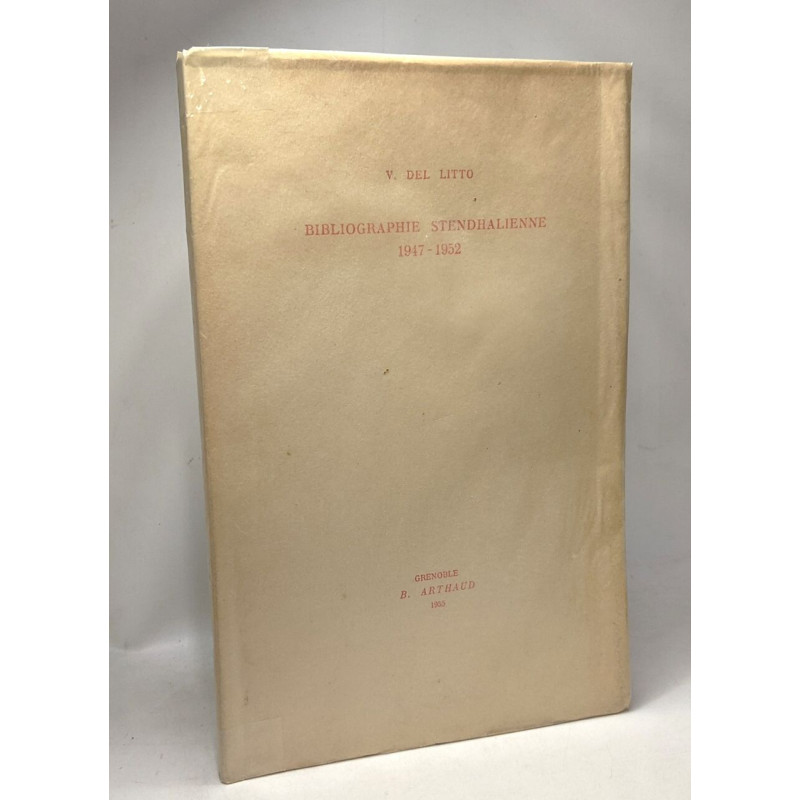 V. DEL LITTO
BIBLIOGRAPHIE STENDHALIENNE
1947-1952
GRENOBLE
B. ARTHAUD
1955